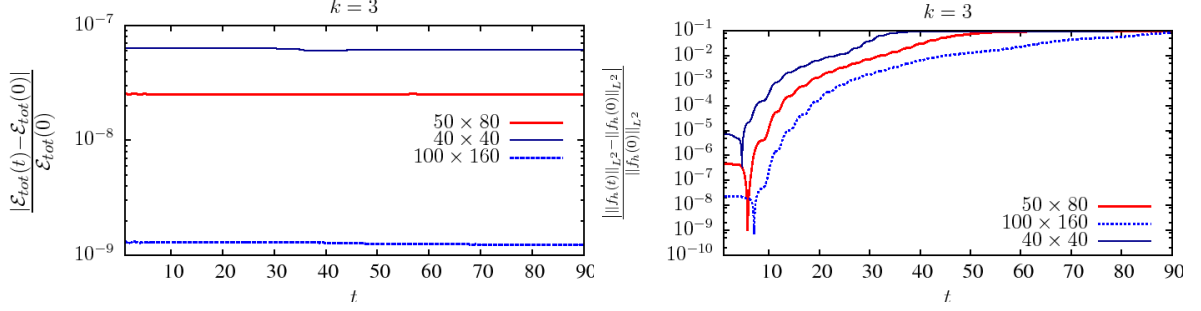 k = 3
|ℰ_tot(t)−ℰ_tot(0)|
ℰ_tot(0)
10^−7
10^−8
10^−9
50 × 80
40 × 40
100 × 160
10 20 30 40 50 60 70 80 90
t
k = 3
|||f_h(t)||_{L^2}−||f_h(0)||_{L^2}|
||f_h(0)||_{L^2}
10^−1
10^−2
10^−3
10^−4
10^−5
10^−6
10^−7
10^−8
10^−9
10^−10
50 × 80
100 × 160
40 × 40
10 20 30 40 50 60 70 80 90
t